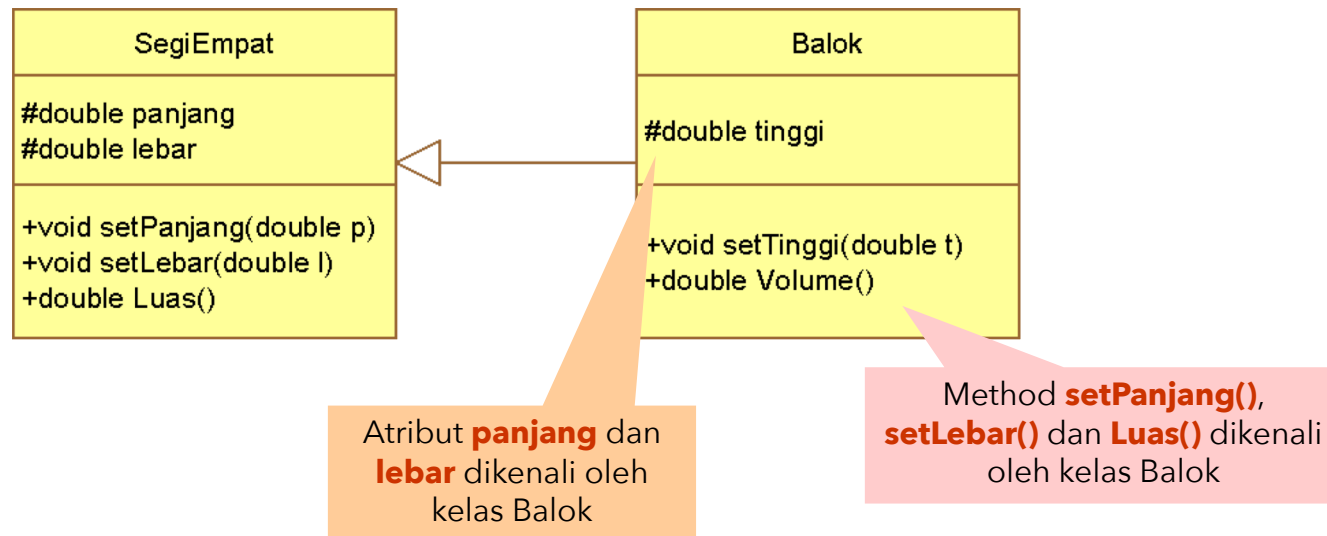 SegiEmpat
#double panjang
#double lebar
+void setPanjang(double p)
+void setLebar(double l)
+double Luas()
Balok
#double tinggi
+void setTinggi(double t)
+double Volume()
Atribut panjang dan
lebar dikenali oleh
kelas Balok
Method setPanjang(),
setLebar() dan Luas() dikenali
oleh kelas Balok